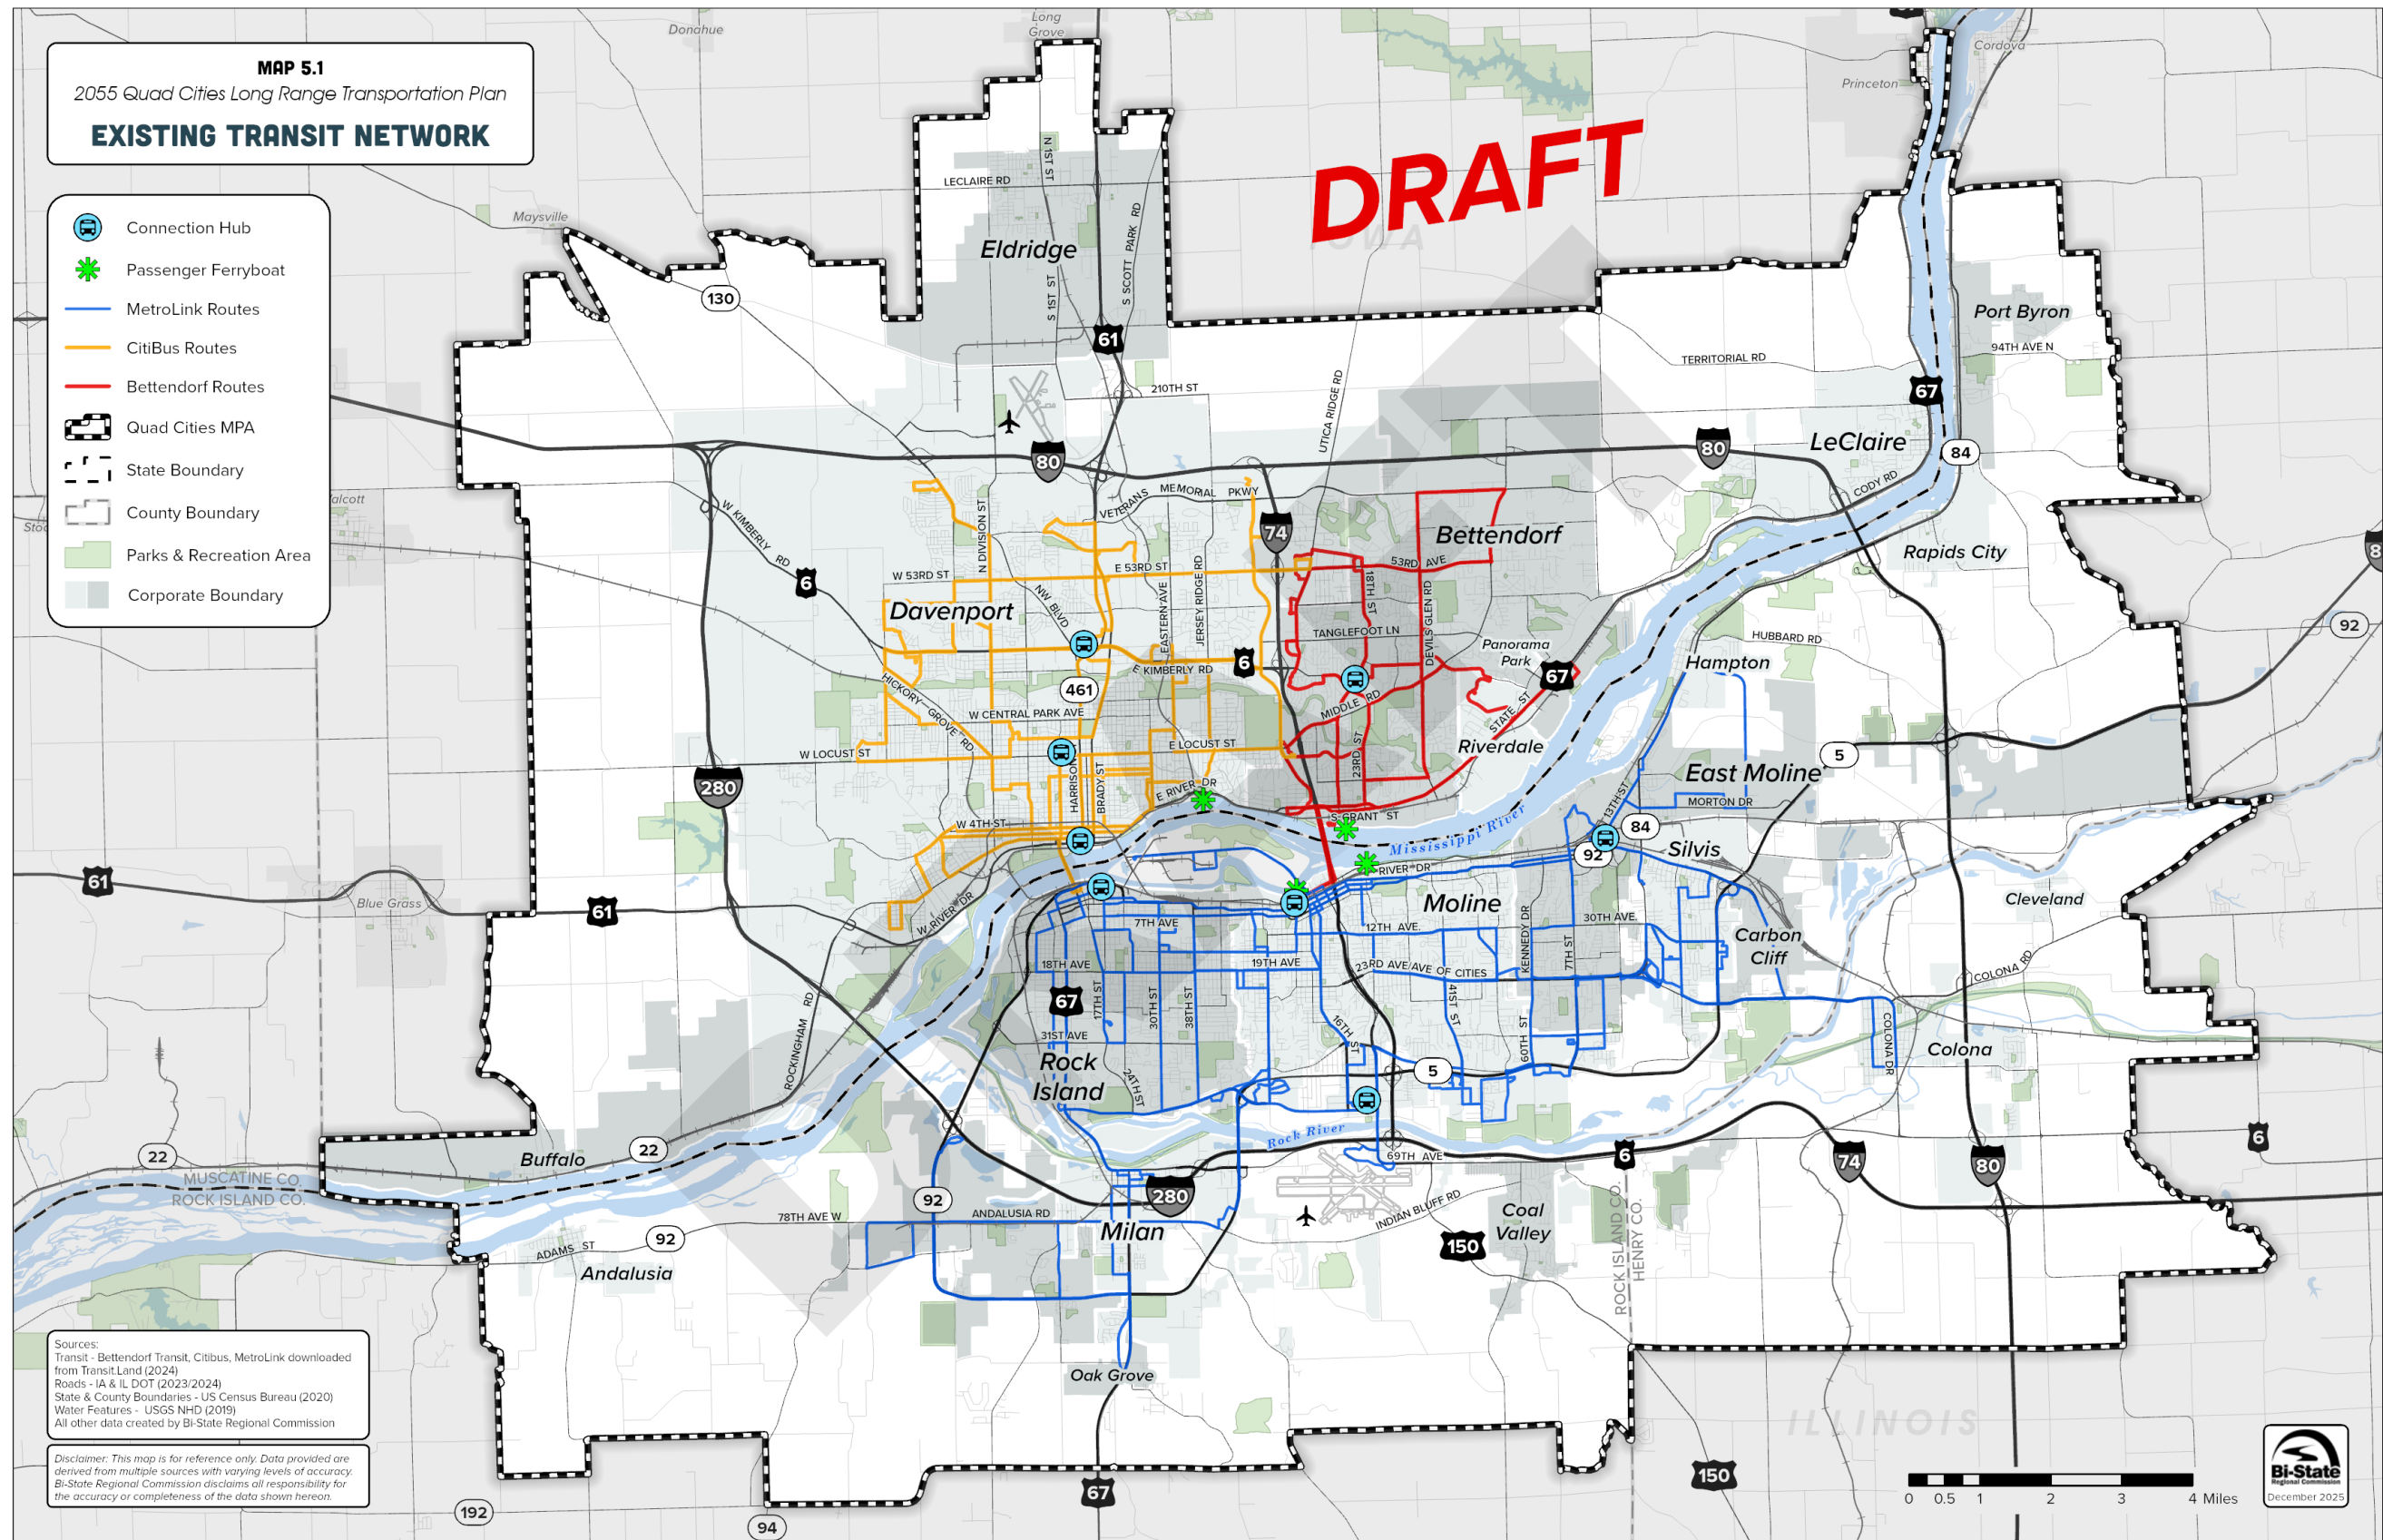 MAP 5.1
2055 Quad Cities Long Range Transportation Plan
EXISTING TRANSIT NETWORK
Connection Hub
Passenger Ferryboat
MetroLink Routes
CitiBus Routes
Bettendorf Routes
Quad Cities MPA
State Boundary
County Boundary
Parks & Recreation Area
Corporate Boundary
DRAFT
IOWA
Donahue
Long
Grove
Cordova
Princeton
Maysville
N 1ST ST
LECLAIRE RD
S SCOTT PARK RD
Eldridge
S 1ST ST
130
61
210TH ST
UTICA RIDGE RD
TERRITORIAL RD
Port Byron
94TH AVE N
67
LeClaire
84
80
80
CODY RD
VETERANS MEMORIAL PKWY
74
Bettendorf
Rapids City
W KIMBERLY RD
6
N DIVISION ST
W 53RD ST
E 53RD ST
53RD AVE
18TH ST
DEVILS GLEN RD
NW BLVD
EASTERN AVE
JERSEY RIDGE RD
Davenport
TANGLEFOOT LN
Panorama
Park
67
HUBBARD RD
Hampton
92
E KIMBERLY RD
6
461
HICKORY GROVE RD
W CENTRAL PARK AVE
MIDDLE RD
STATE ST
W LOCUST ST
E LOCUST ST
23RD ST
Riverdale
5
280
HARRISON
BRADY ST
E RIVER DR
East Moline
MORTON DR
13TH ST
W 4TH ST
S GRANT ST
84
Mississippi River
92
Silvis
61
Blue Grass
61
W RIVER DR
RIVER DR
Moline
Cleveland
7TH AVE
12TH AVE.
KENNEDY DR
30TH AVE.
7TH ST
Carbon
Cliff
18TH AVE
19TH AVE
23RD AVE/AVE OF CITIES
COLONA RD
67
17TH ST
30TH ST
38TH ST
41ST ST
16TH ST
60TH ST
31ST AVE
Rock
Island
24TH ST
5
COLONA DR
Colona
ROCKINGHAM RD
Rock River
22
Buffalo
22
69TH AVE
6
74
80
6
MUSCATINE CO.
ROCK ISLAND CO.
92
280
78TH AVE W
ANDALUSIA RD
Milan
INDIAN BLUFF RD
150
Coal
Valley
ROCK ISLAND CO.
HENRY CO.
ADAMS ST
92
Andalusia
Oak Grove
ILLINOIS
Sources:
Transit - Bettendorf Transit, Citibus, MetroLink downloaded
from Transit.Land (2024)
Roads - IA & IL DOT (2023/2024)
State & County Boundaries - US Census Bureau (2020)
Water Features - USGS NHD (2019)
All other data created by Bi-State Regional Commission
Disclaimer: This map is for reference only. Data provided are
derived from multiple sources with varying levels of accuracy.
Bi-State Regional Commission disclaims all responsibility for
the accuracy or completeness of the data shown hereon.
192
94
67
150
0 0.5 1 2 3 4 Miles
Bi-State
Regional Commission
December 2025